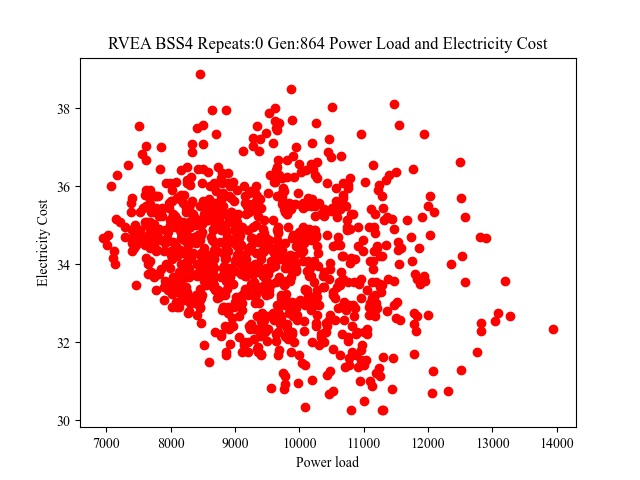 RVEA BSS4 Repeats:0 Gen:864 Power Load and Electricity Cost
38
36
34
32
30
Electricity Cost
7000 8000 9000 10000 11000 12000 13000 14000
Power load